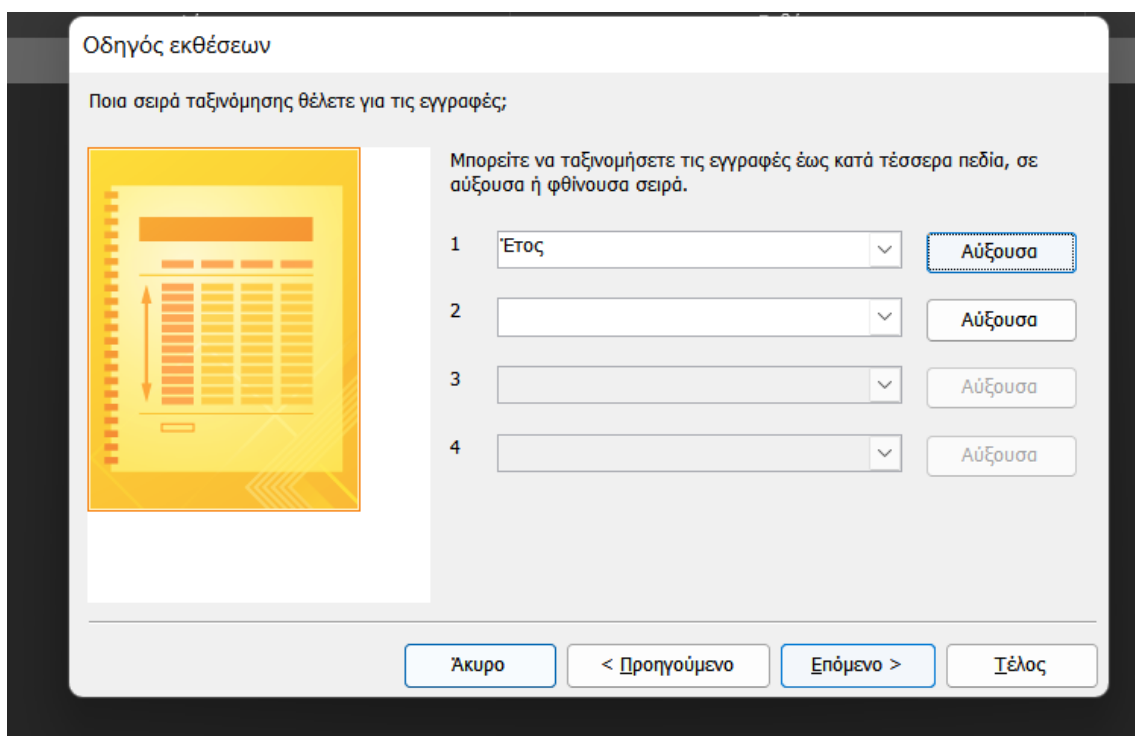 Οδηγός εκθέσεων
Ποια σειρά ταξινόμησης θέλετε για τις εγγραφές;
Μπορείτε να ταξινομήσετε τις εγγραφές έως κατά τέσσερα πεδία, σε
αύξουσα ή φθίνουσα σειρά.
1 Έτος Αύξουσα
2 Αύξουσα
3 Αύξουσα
4 Αύξουσα
Άκυρο < Προηγούμενο Επόμενο > Τέλος